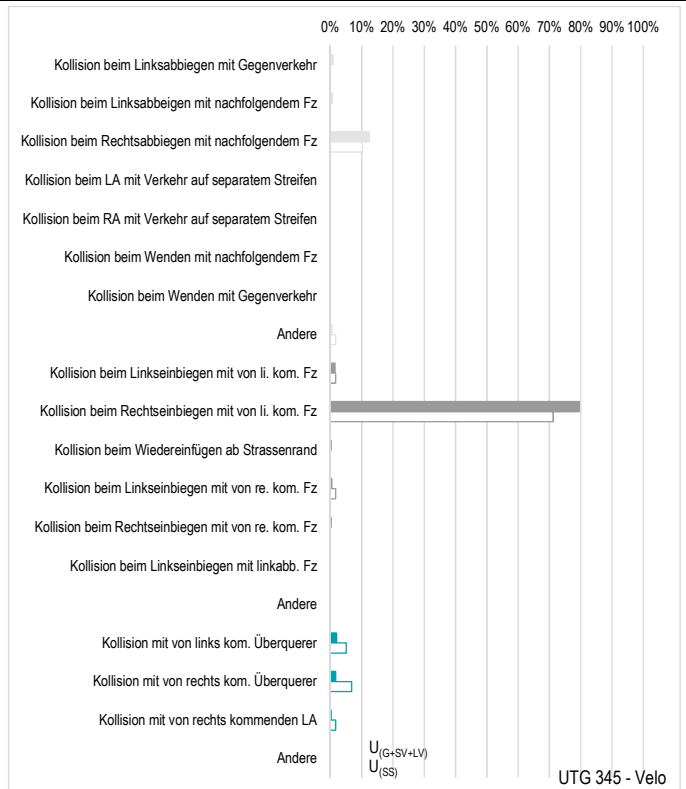 0% 10% 20% 30% 40% 50% 60% 70% 80% 90% 100%
Kollision beim Linksabbiegen mit Gegenverkehr
Kollision beim Linksabbeigen mit nachfolgendem Fz
Kollision beim Rechtsabbiegen mit nachfolgendem Fz
Kollision beim LA mit Verkehr auf separatem Streifen
Kollision beim RA mit Verkehr auf separatem Streifen
Kollision beim Wenden mit nachfolgendem Fz
Kollision beim Wenden mit Gegenverkehr
Andere
Kollision beim Linkseinbiegen mit von li. kom. Fz
Kollision beim Rechtseinbiegen mit von li. kom. Fz
Kollision beim Wiedereinfügen ab Strassenrand
Kollision beim Linkseinbiegen mit von re. kom. Fz
Kollision beim Rechtseinbiegen mit von re. kom. Fz
Kollision beim Linkseinbiegen mit linkabb. Fz
Andere
Kollision mit von links kom. Überquerer
Kollision mit von rechts kom. Überquerer
Kollision mit von rechts kommenden LA
Andere
U(G+SV+LV)
U(SS)
UTG 345 - Velo